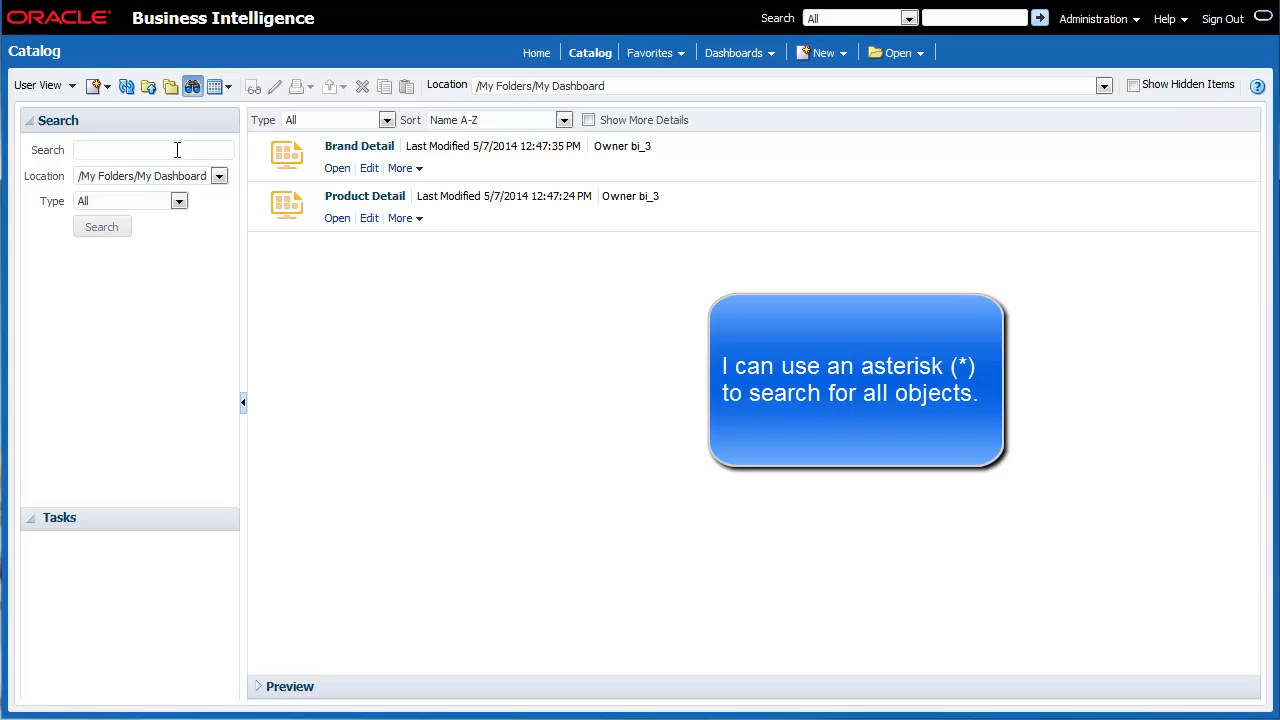 ORACLE Business Intelligence Search All Administration Help Sign Out
Catalog Home Catalog Favorites Dashboards New Open
User View Location /My Folders/My Dashboard Show Hidden Items ?
Search Type All Sort Name A-Z Show More Details
Search
Location /My Folders/My Dashboard
Type All
Search
Brand Detail Last Modified 5/7/2014 12:47:35 PM Owner bi_3
Open Edit More
Product Detail Last Modified 5/7/2014 12:47:24 PM Owner bi_3
Open Edit More
I can use an asterisk (*)
to search for all objects.
Tasks
Preview